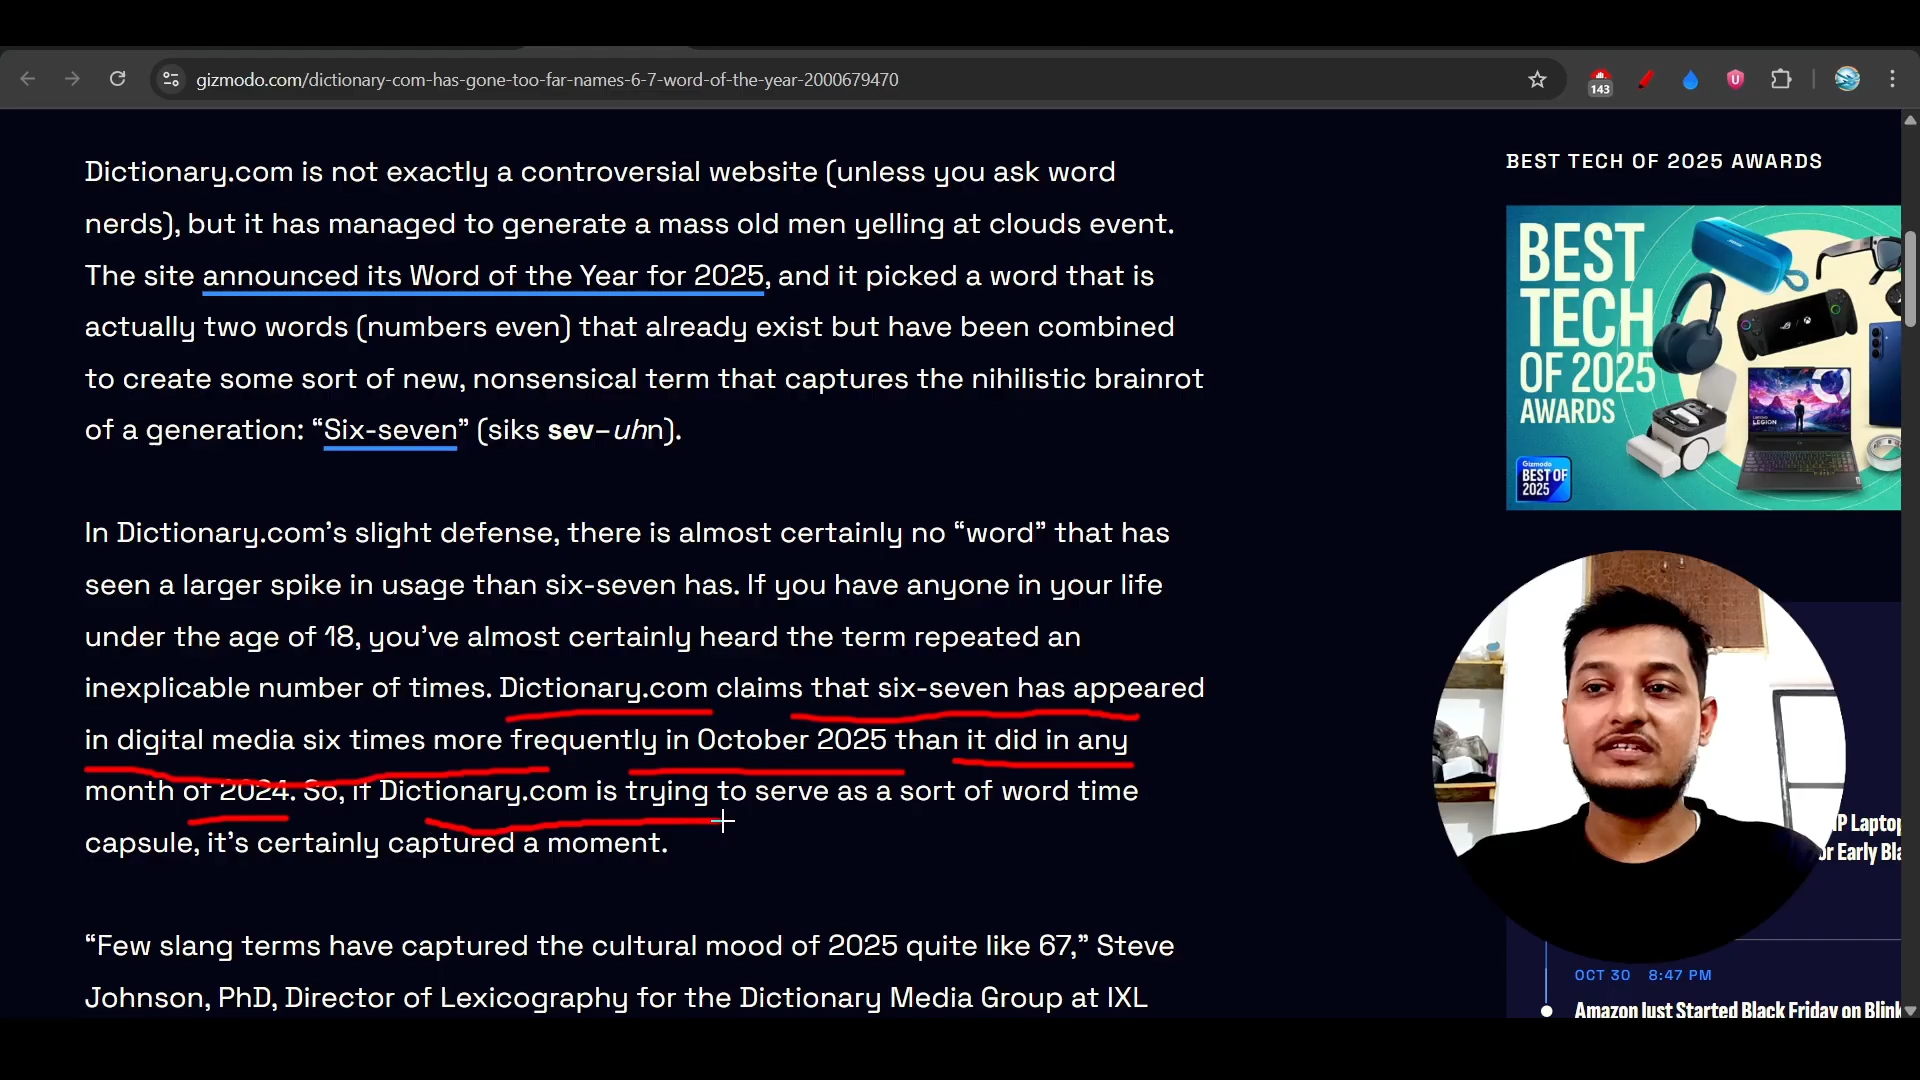 gizmodo.com/dictionary-com-has-gone-too-far-names-6-7-word-of-the-year-2000679470
143
Dictionary.com is not exactly a controversial website (unless you ask word
nerds), but it has managed to generate a mass old men yelling at clouds event.
The site announced its Word of the Year for 2025, and it picked a word that is
actually two words (numbers even) that already exist but have been combined
to create some sort of new, nonsensical term that captures the nihilistic brainrot
of a generation: “Six-seven” (siks sev–uhn).
In Dictionary.com’s slight defense, there is almost certainly no “word” that has
seen a larger spike in usage than six-seven has. If you have anyone in your life
under the age of 18, you’ve almost certainly heard the term repeated an
inexplicable number of times. Dictionary.com claims that six-seven has appeared
in digital media six times more frequently in October 2025 than it did in any
month of 2024. So, if Dictionary.com is trying to serve as a sort of word time
capsule, it’s certainly captured a moment.
“Few slang terms have captured the cultural mood of 2025 quite like 67,” Steve
Johnson, PhD, Director of Lexicography for the Dictionary Media Group at IXL
BEST TECH OF 2025 AWARDS
BEST
TECH
OF 2025
AWARDS
Gizmodo
BEST OF
2025
LEGION
Laptop
Early
OCT 30 8:47 PM
Amazon Just Started Black Friday on Blink